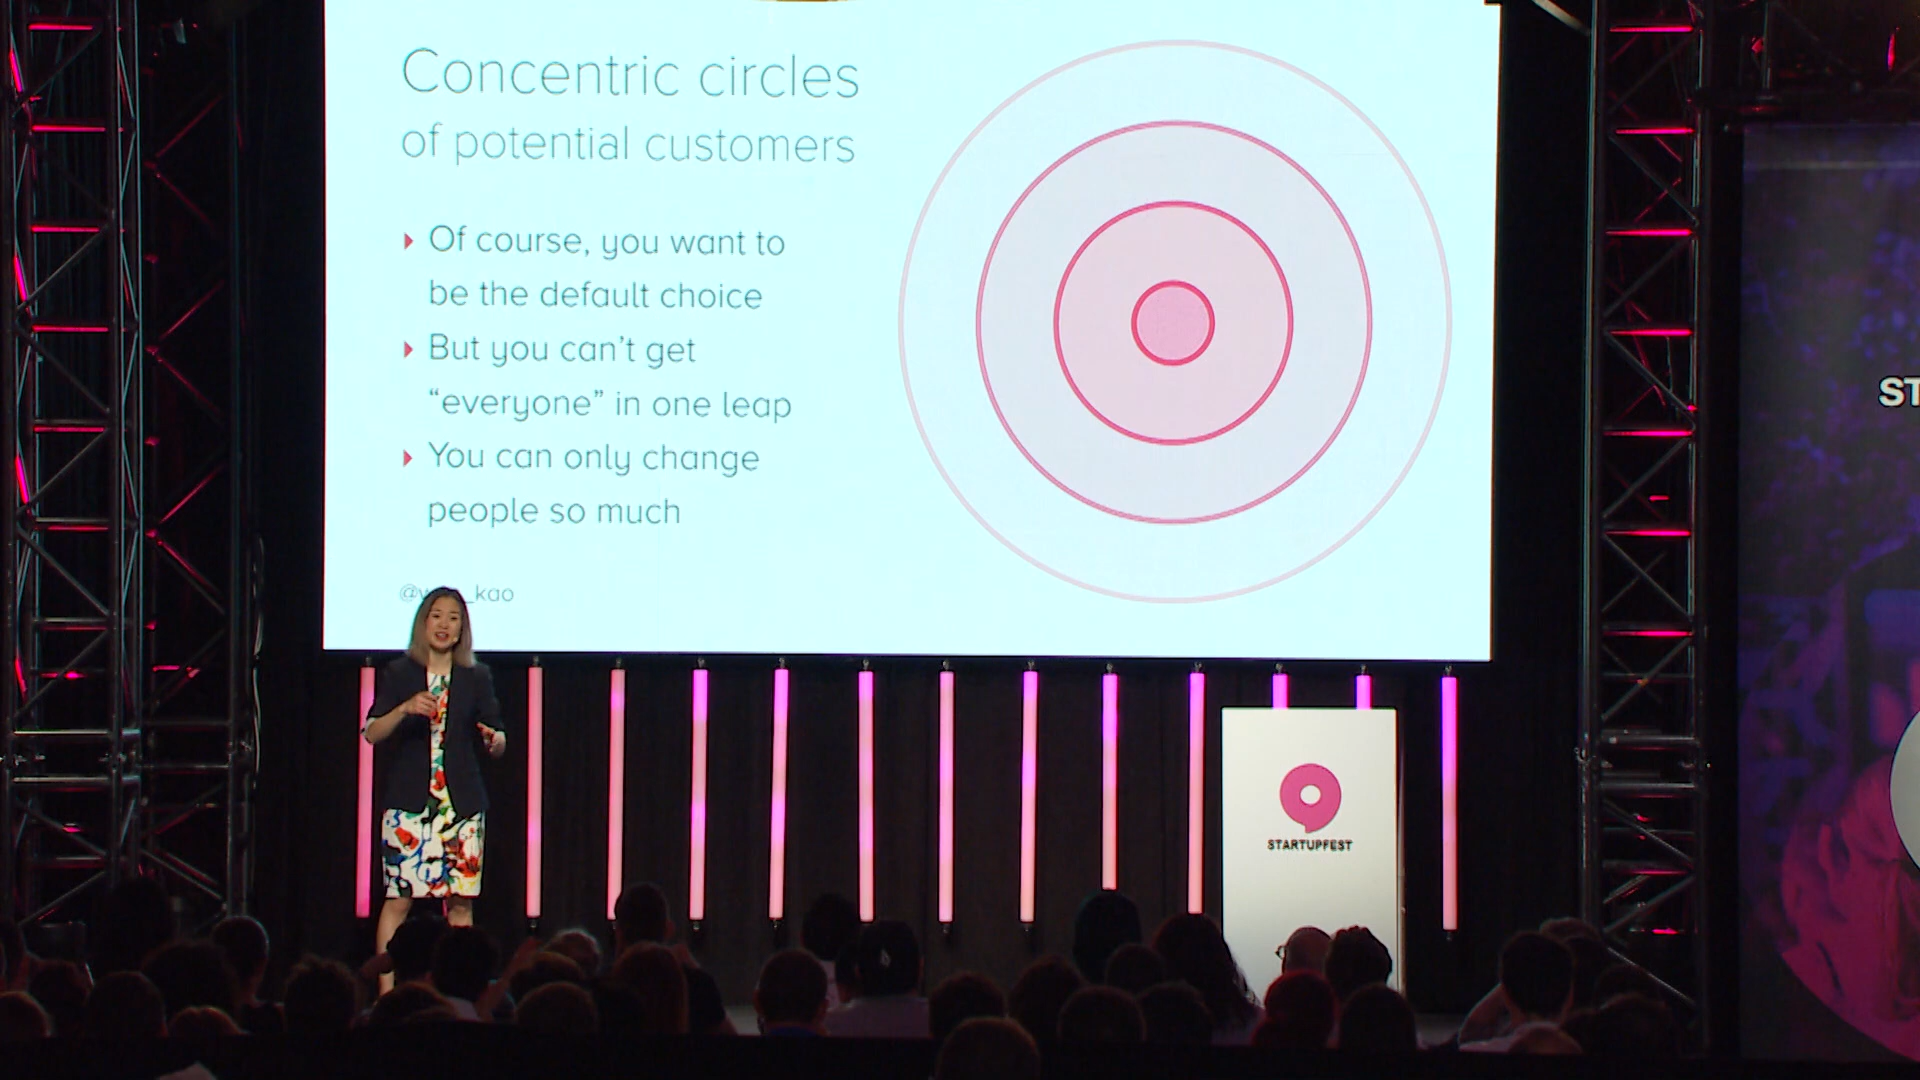 Concentric circles
of potential customers
Of course, you want to
be the default choice
But you can't get
“everyone” in one leap
You can only change
people so much
STARTUPFEST